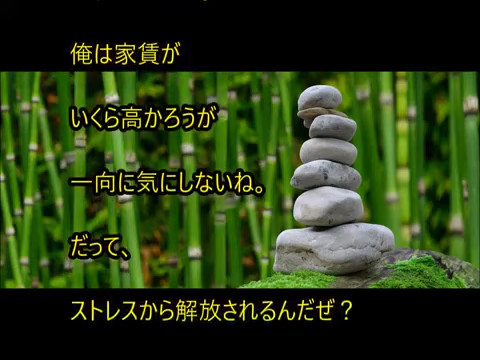 俺は家賃が
いくら高かろうが
一向に気にしないね。
だって、
ストレスから解放されるんだぜ？